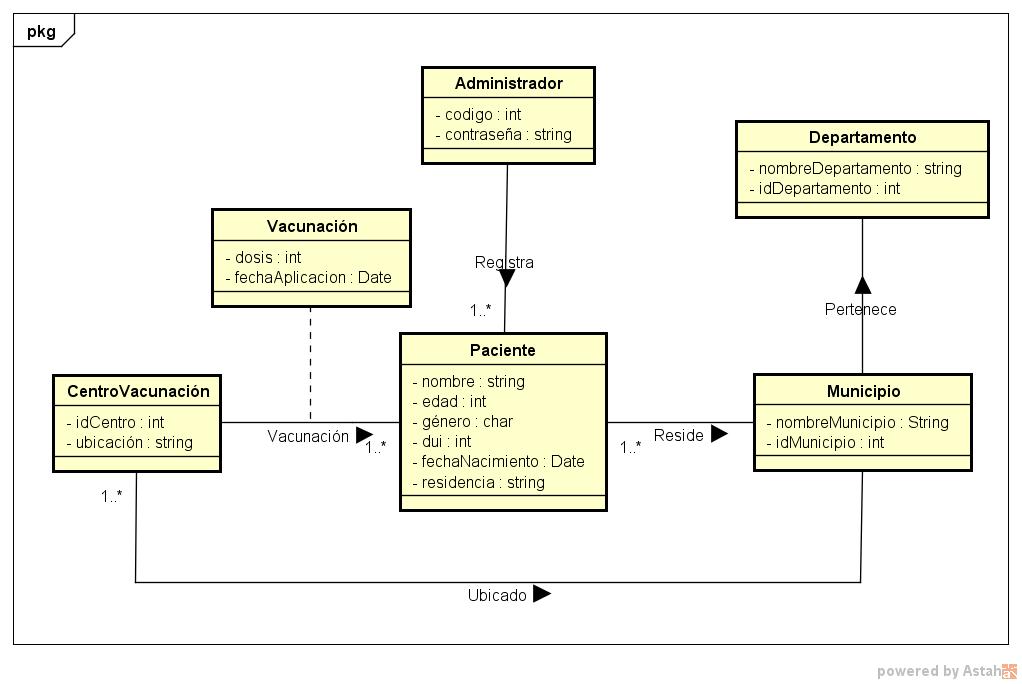 pkg
Administrador
- codigo : int
- contraseña : string
Departamento
- nombreDepartamento : string
- idDepartamento : int
Vacunación
- dosis : int
- fechaAplicacion : Date
Registra
1..*
Pertenece
Paciente
- nombre : string
- edad : int
- género : char
- dui : int
- fechaNacimiento : Date
- residencia : string
CentroVacunación
- idCentro : int
- ubicación : string
Municipio
- nombreMunicipio : String
- idMunicipio : int
Vacunación
1..*
1..*
Reside
1..*
Ubicado
powered by Astah